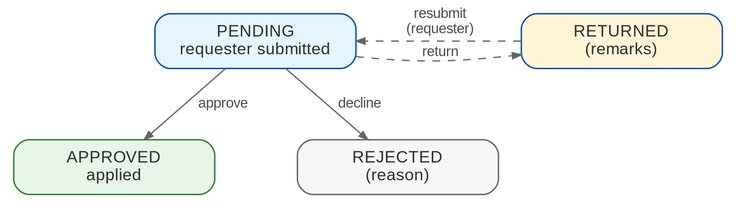 PENDING
requester submitted
resubmit
(requester)
return
RETURNED
(remarks)
approve
decline
APPROVED
applied
REJECTED
(reason)